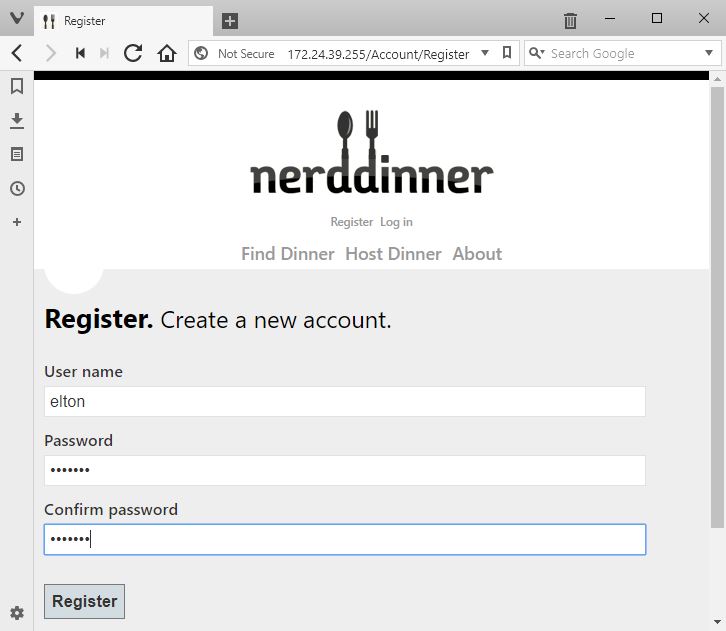 Register
Not Secure 172.24.39.255/Account/Register Search Google
nerddinner
Register Log in
Find Dinner Host Dinner About
Register. Create a new account.
User name
elton
Password
•••••••
Confirm password
•••••••
Register